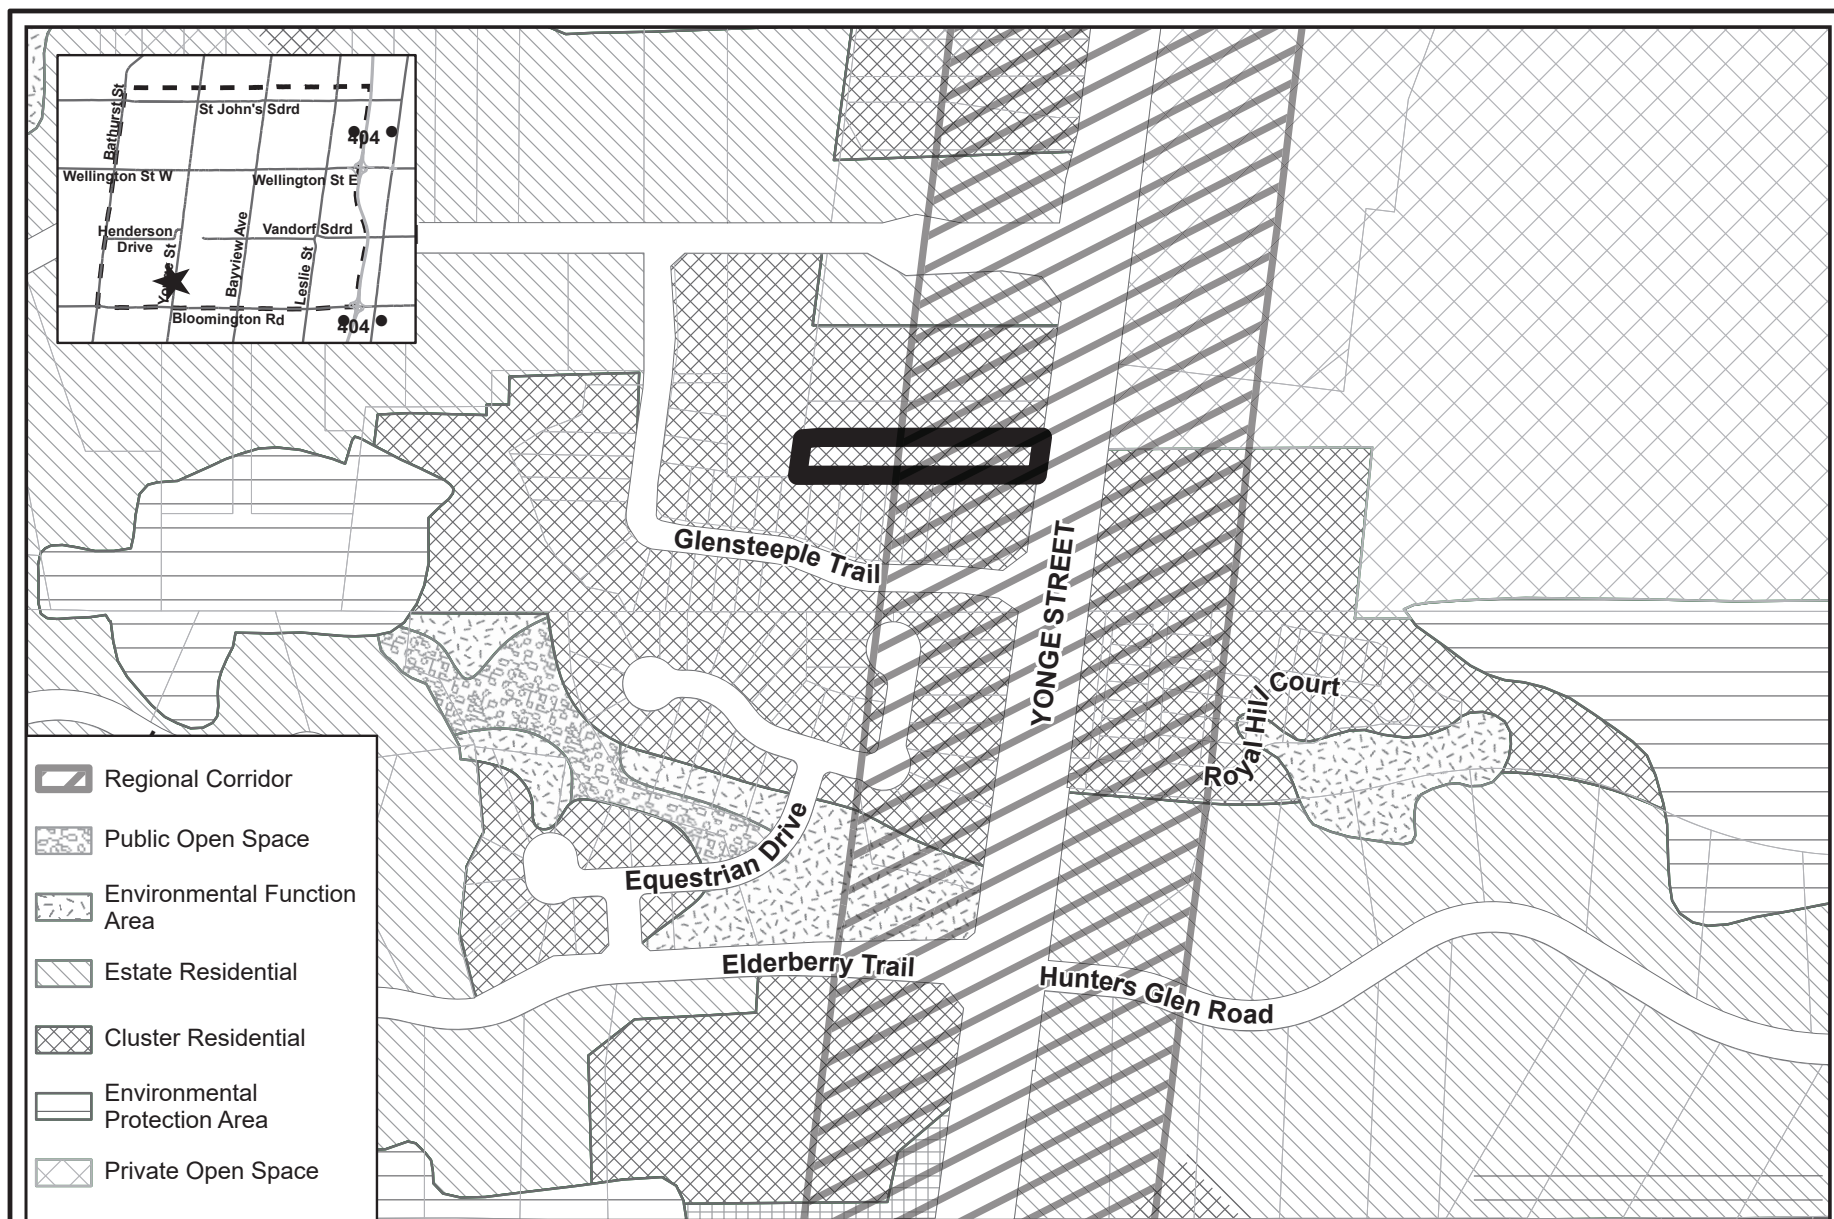 Bathurst St
St John's Sdrd
404
Wellington St W
Wellington St E
Henderson
Drive
Yonge St
Bayview Ave
Vandorf Sdrd
Leslie St
Bloomington Rd
404
Glensteeple Trail
YONGE STREET
Royal Hill Court
Equestrian Drive
Elderberry Trail
Hunters Glen Road
Regional Corridor
Public Open Space
Environmental Function
Area
Estate Residential
Cluster Residential
Environmental
Protection Area
Private Open Space